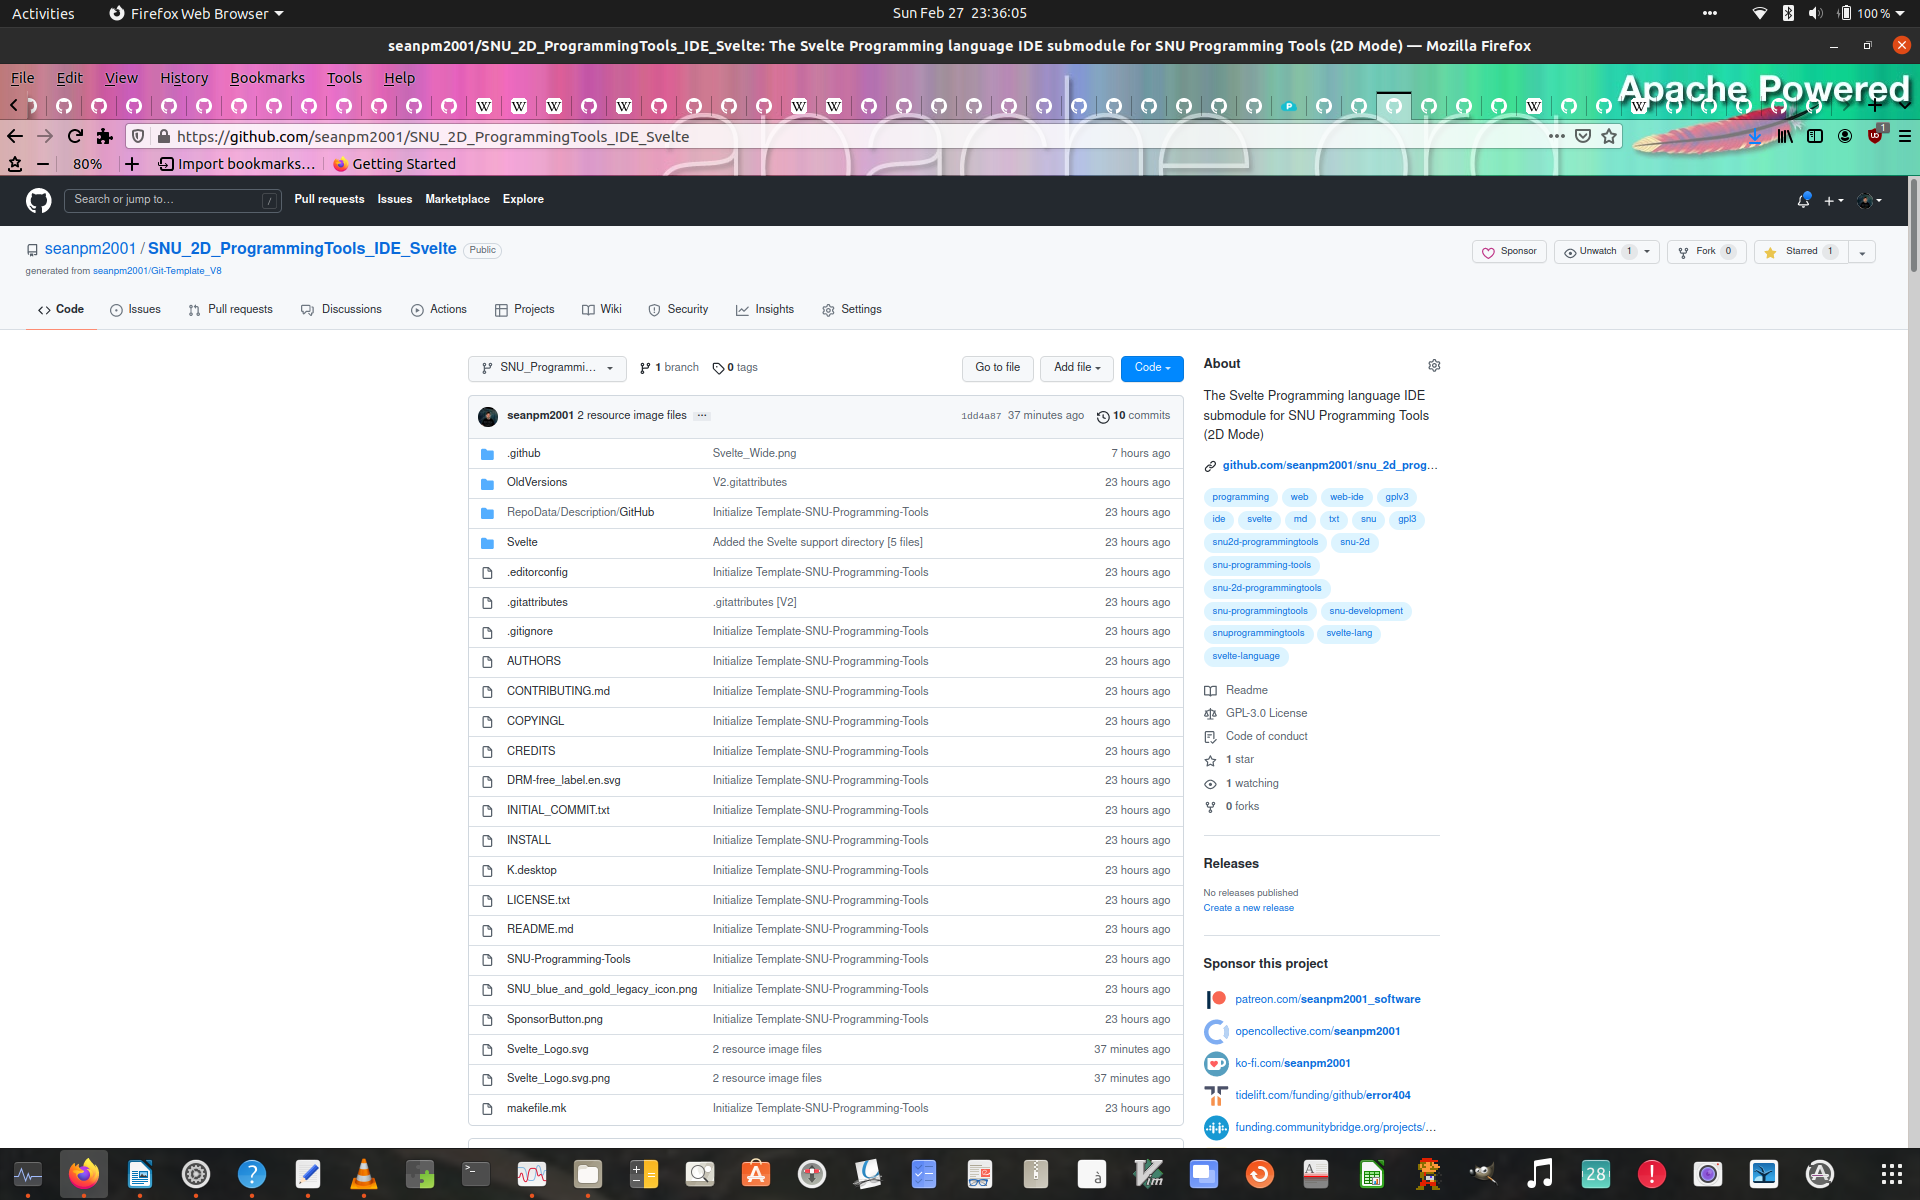 Activities Firefox Web Browser Sun Feb 27 23:36:05 100 %
seanpm2001/SNU_2D_ProgrammingTools_IDE_Svelte: The Svelte Programming language IDE submodule for SNU Programming Tools (2D Mode) — Mozilla Firefox
File Edit View History Bookmarks Tools Help
Apache Powered
https://github.com/seanpm2001/SNU_2D_ProgrammingTools_IDE_Svelte
80% Import bookmarks… Getting Started
Search or jump to… / Pull requests Issues Marketplace Explore
seanpm2001 / SNU_2D_ProgrammingTools_IDE_Svelte Public
Sponsor Unwatch 1 Fork 0 Starred 1
generated from seanpm2001/Git-Template_V8
Code Issues Pull requests Discussions Actions Projects Wiki Security Insights Settings
SNU_Programmi… 1 branch 0 tags Go to file Add file Code
seanpm2001 2 resource image files … 1dd4a87 37 minutes ago 10 commits
.github Svelte_Wide.png 7 hours ago
OldVersions V2.gitattributes 23 hours ago
RepoData/Description/GitHub Initialize Template-SNU-Programming-Tools 23 hours ago
Svelte Added the Svelte support directory [5 files] 23 hours ago
.editorconfig Initialize Template-SNU-Programming-Tools 23 hours ago
.gitattributes .gitattributes [V2] 23 hours ago
.gitignore Initialize Template-SNU-Programming-Tools 23 hours ago
AUTHORS Initialize Template-SNU-Programming-Tools 23 hours ago
CONTRIBUTING.md Initialize Template-SNU-Programming-Tools 23 hours ago
COPYINGL Initialize Template-SNU-Programming-Tools 23 hours ago
CREDITS Initialize Template-SNU-Programming-Tools 23 hours ago
DRM-free_label.en.svg Initialize Template-SNU-Programming-Tools 23 hours ago
INITIAL_COMMIT.txt Initialize Template-SNU-Programming-Tools 23 hours ago
INSTALL Initialize Template-SNU-Programming-Tools 23 hours ago
K.desktop Initialize Template-SNU-Programming-Tools 23 hours ago
LICENSE.txt Initialize Template-SNU-Programming-Tools 23 hours ago
README.md Initialize Template-SNU-Programming-Tools 23 hours ago
SNU-Programming-Tools Initialize Template-SNU-Programming-Tools 23 hours ago
SNU_blue_and_gold_legacy_icon.png Initialize Template-SNU-Programming-Tools 23 hours ago
SponsorButton.png Initialize Template-SNU-Programming-Tools 23 hours ago
Svelte_Logo.svg 2 resource image files 37 minutes ago
Svelte_Logo.svg.png 2 resource image files 37 minutes ago
makefile.mk Initialize Template-SNU-Programming-Tools 23 hours ago
About
The Svelte Programming language IDE
submodule for SNU Programming Tools
(2D Mode)
github.com/seanpm2001/snu_2d_prog…
programming web web-ide gplv3
ide svelte md txt snu gpl3
snu2d-programmingtools snu-2d
snu-programming-tools
snu-2d-programmingtools
snu-programmingtools snu-development
snuprogrammingtools svelte-lang
svelte-language
Readme
GPL-3.0 License
Code of conduct
1 star
1 watching
0 forks
Releases
No releases published
Create a new release
Sponsor this project
patreon.com/seanpm2001_software
opencollective.com/seanpm2001
ko-fi.com/seanpm2001
tidelift.com/funding/github/error404
funding.communitybridge.org/projects/…
28